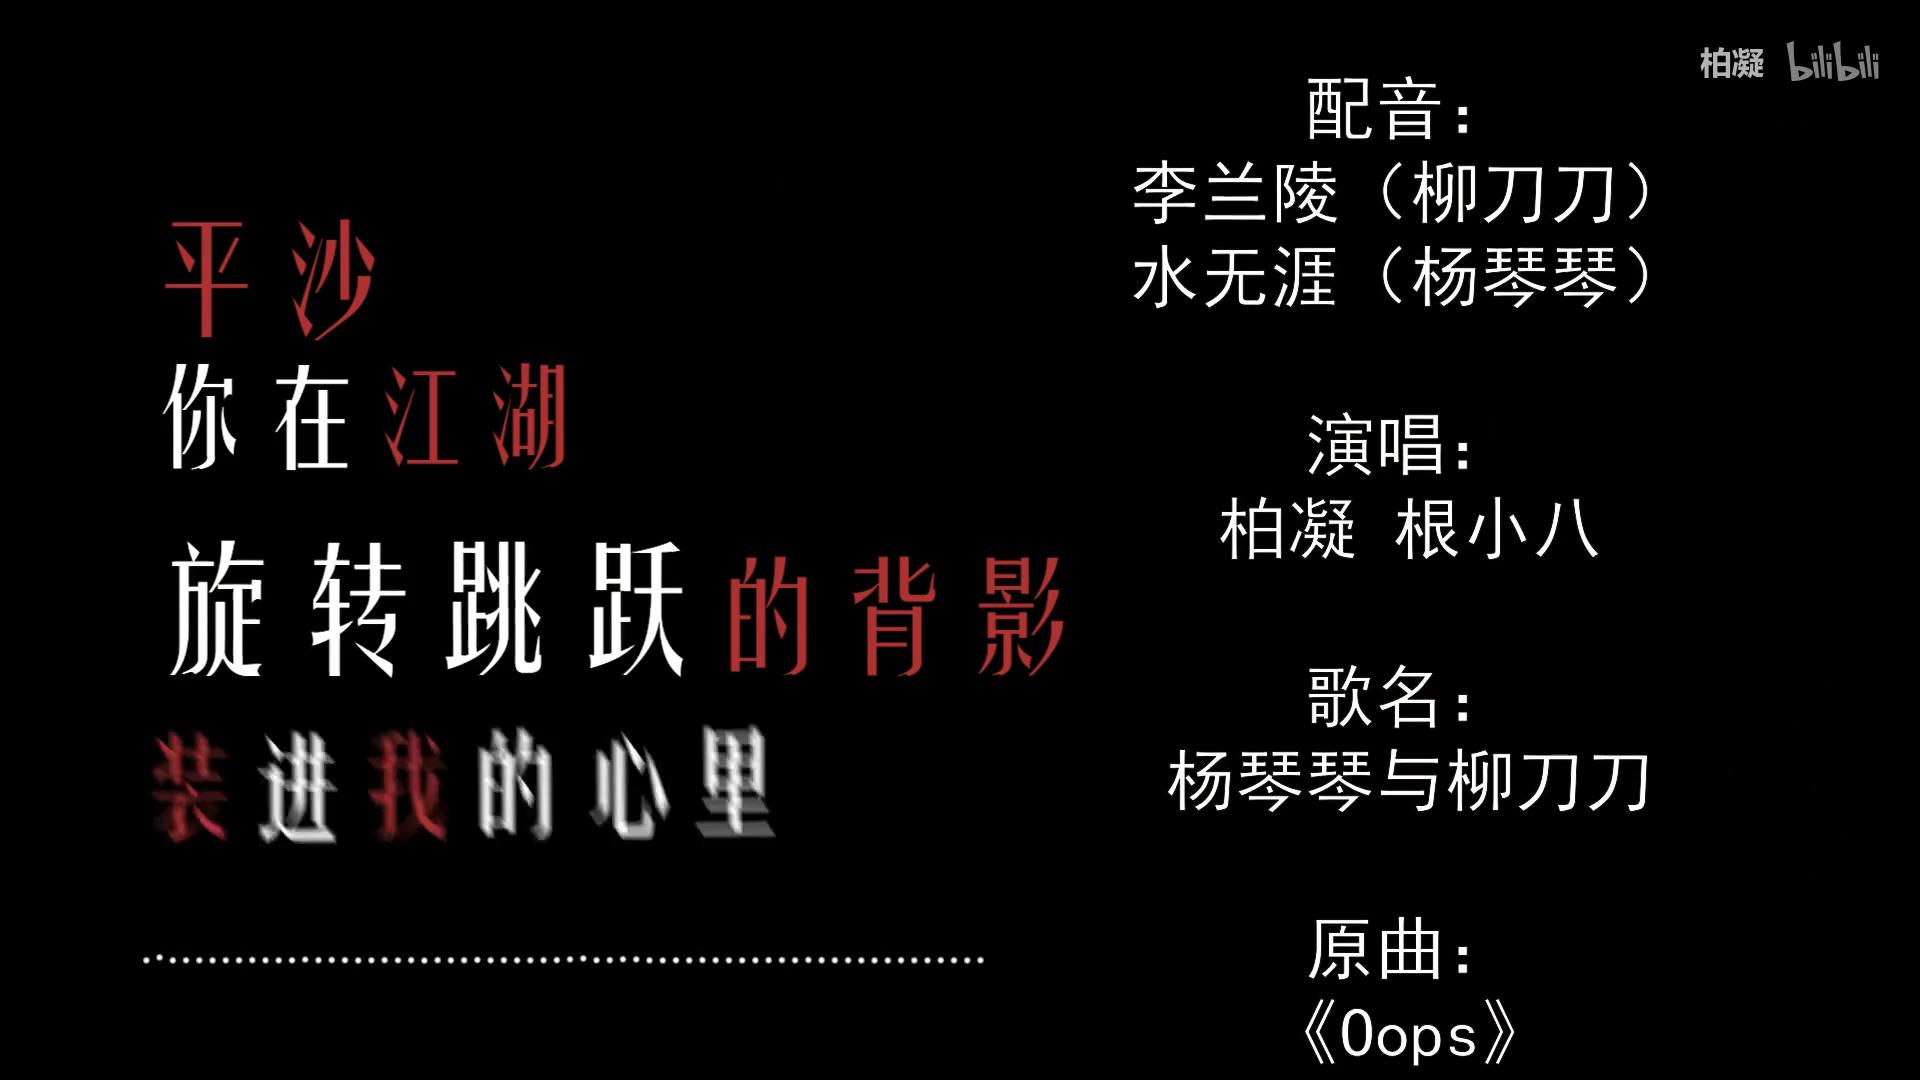 平沙
你在江湖
旋转跳跃的背影
装进我的心里
柏凝 bilibili
配音：
李兰陵（柳刀刀）
水无涯（杨琴琴）
演唱：
柏凝 根小八
歌名：
杨琴琴与柳刀刀
原曲：
《Oops》